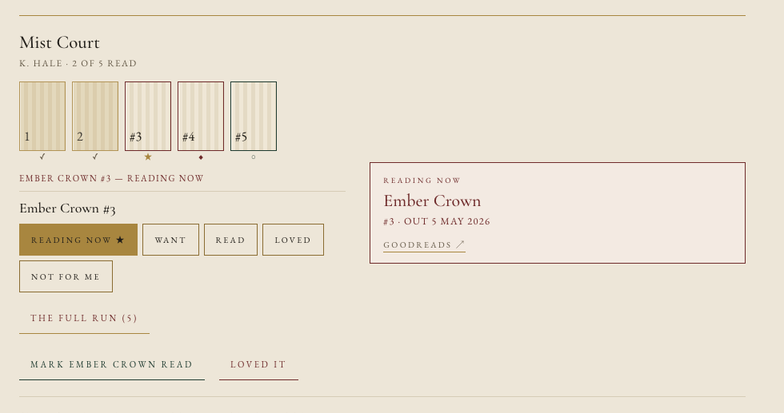 Mist Court
K. HALE · 2 OF 5 READ
1 2 #3 #4 #5
✓ ✓ ★ ♦ ○
EMBER CROWN #3 — READING NOW
Ember Crown #3
READING NOW ★ WANT READ LOVED
NOT FOR ME
THE FULL RUN (5)
MARK EMBER CROWN READ LOVED IT
READING NOW
Ember Crown
#3 · OUT 5 MAY 2026
GOODREADS ↗